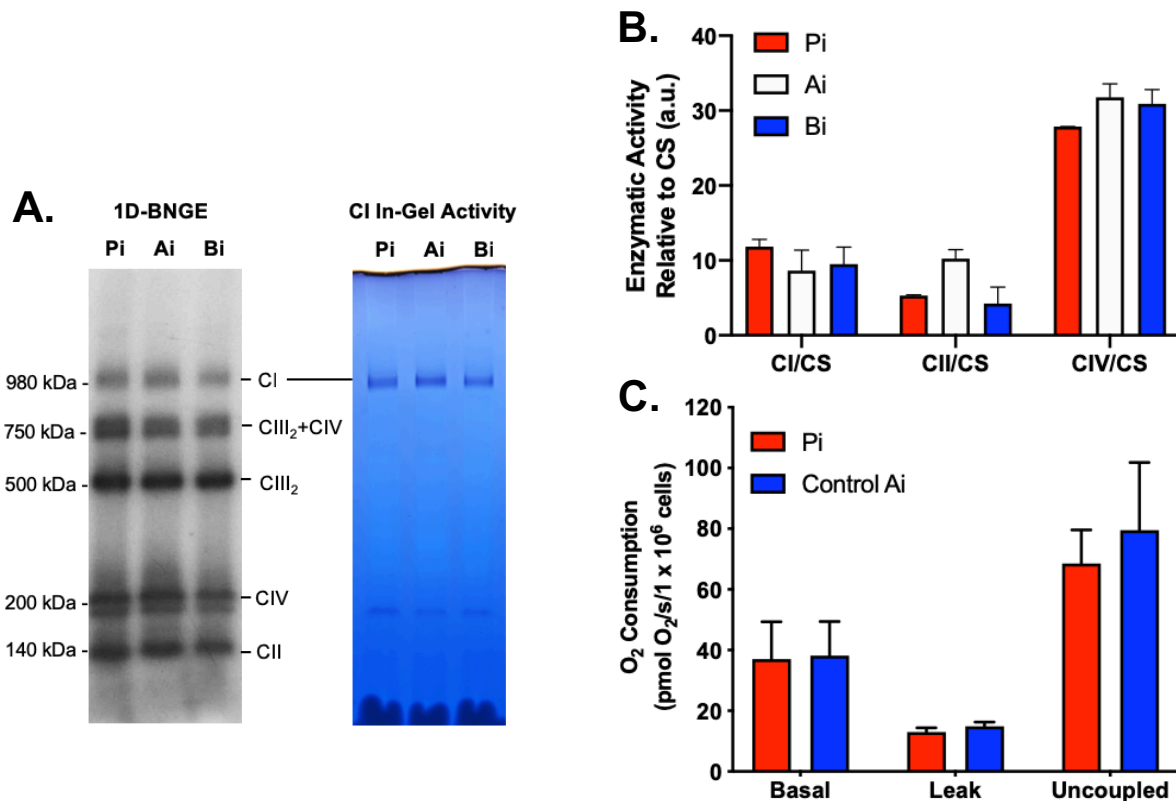 A.
1D-BNGE
Pi Ai Bi
980 kDa
750 kDa
500 kDa
200 kDa
140 kDa
CI
CIII₂+CIV
CIII₂
CIV
CII
CI In-Gel Activity
Pi Ai Bi
B.
Enzymatic Activity
Relative to CS (a.u.)
40
30
20
10
0
Pi
Ai
Bi
CI/CS CII/CS CIV/CS
C.
O₂ Consumption
(pmol O₂/s/1 x 10⁶ cells)
120
100
80
60
40
20
0
Pi
Control Ai
Basal Leak Uncoupled